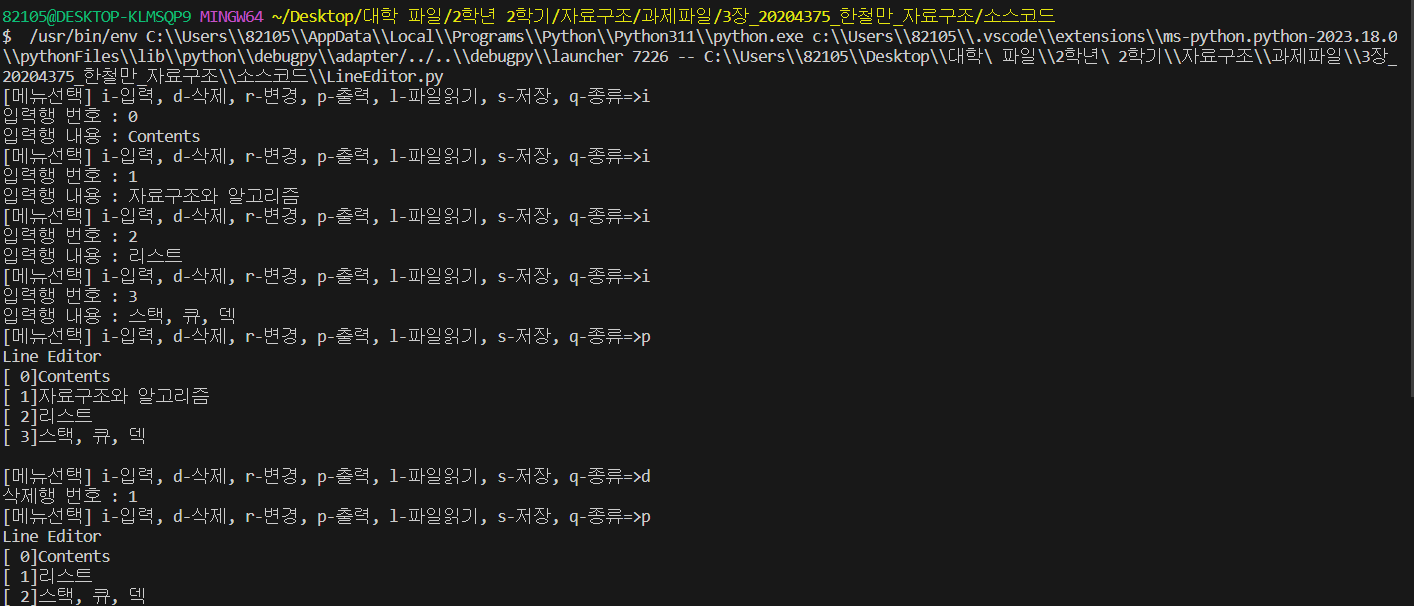 82105@DESKTOP-KLMSQP9 MINGW64 ~/Desktop/대학 파일/2학년 2학기/자료구조/과제파일/3장_20204375_한철만_자료구조/소스코드
$  /usr/bin/env C:\\Users\\82105\\AppData\\Local\\Programs\\Python\\Python311\\python.exe c:\\Users\\82105\\.vscode\\extensions\\ms-python.python-2023.18.0
\\pythonFiles\\lib\\python\\debugpy\\adapter/../..\\debugpy\\launcher 7226 -- C:\\Users\\82105\\Desktop\\대학\ 파일\\2학년\ 2학기\\자료구조\\과제파일\\3장_
20204375_한철만_자료구조\\소스코드\\LineEditor.py
[메뉴선택] i-입력, d-삭제, r-변경, p-출력, l-파일읽기, s-저장, q-종류=>i
입력행 번호 : 0
입력행 내용 : Contents
[메뉴선택] i-입력, d-삭제, r-변경, p-출력, l-파일읽기, s-저장, q-종류=>i
입력행 번호 : 1
입력행 내용 : 자료구조와 알고리즘
[메뉴선택] i-입력, d-삭제, r-변경, p-출력, l-파일읽기, s-저장, q-종류=>i
입력행 번호 : 2
입력행 내용 : 리스트
[메뉴선택] i-입력, d-삭제, r-변경, p-출력, l-파일읽기, s-저장, q-종류=>i
입력행 번호 : 3
입력행 내용 : 스택, 큐, 덱
[메뉴선택] i-입력, d-삭제, r-변경, p-출력, l-파일읽기, s-저장, q-종류=>p
Line Editor
[ 0]Contents
[ 1]자료구조와 알고리즘
[ 2]리스트
[ 3]스택, 큐, 덱

[메뉴선택] i-입력, d-삭제, r-변경, p-출력, l-파일읽기, s-저장, q-종류=>d
삭제행 번호 : 1
[메뉴선택] i-입력, d-삭제, r-변경, p-출력, l-파일읽기, s-저장, q-종류=>p
Line Editor
[ 0]Contents
[ 1]리스트
[ 2]스택, 큐, 덱